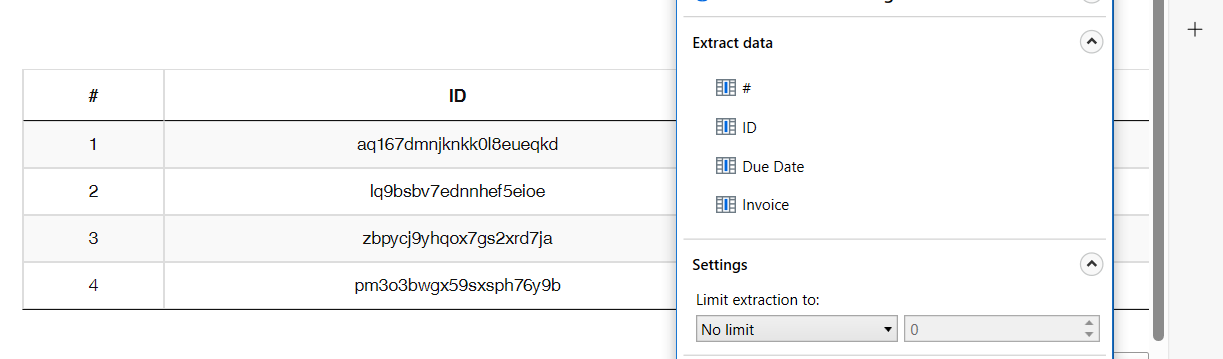 Extract data
#
ID
Due Date
Invoice
Settings
Limit extraction to:
No limit
0
# ID
1 aq167dmnjknkk0l8eueqkd
2 lq9bsbv7ednnhef5eioe
3 zbpycj9yhqox7gs2xrd7ja
4 pm3o3bwgx59sxsph76y9b